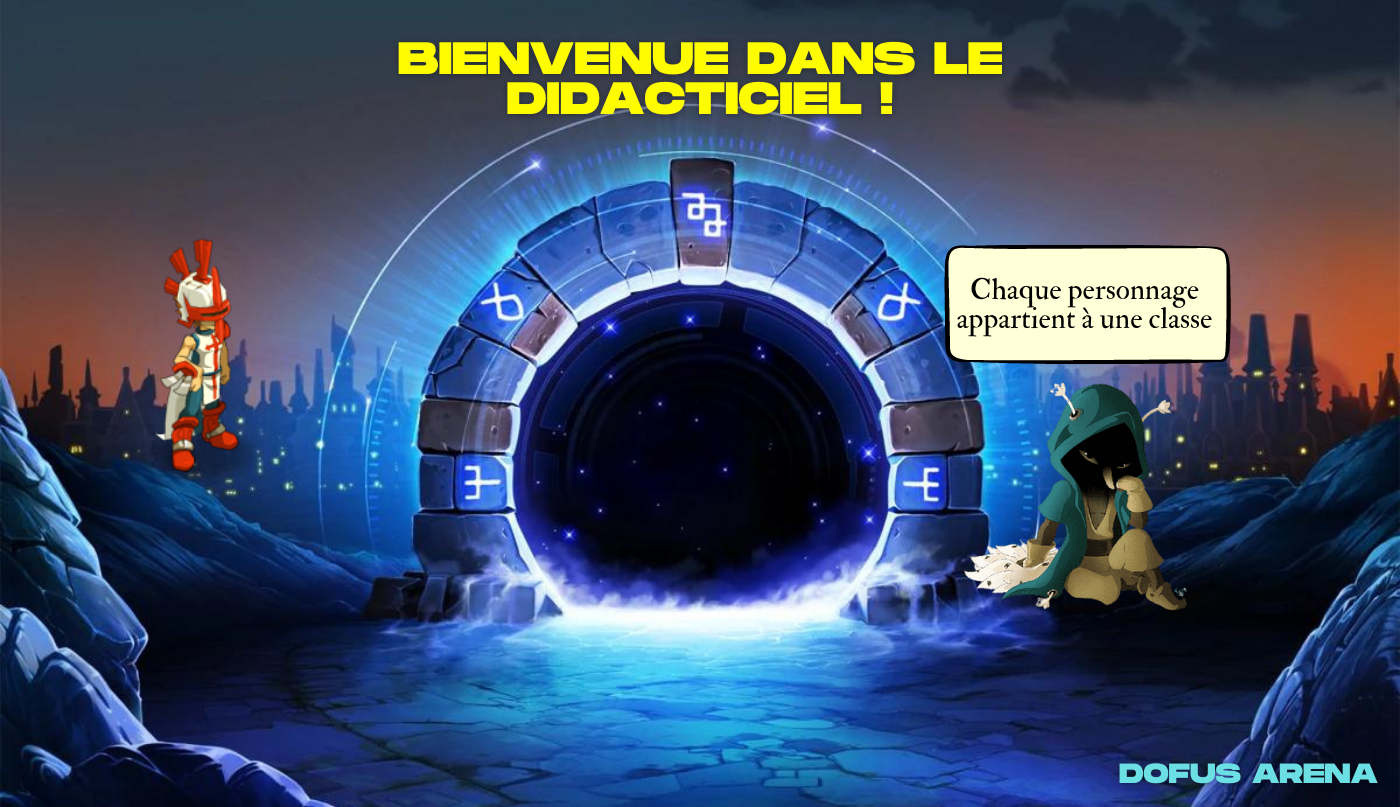 BIENVENUE DANS LE
DIDACTICIEL !
Chaque personnage
appartient à une classe
DOFUS ARENA